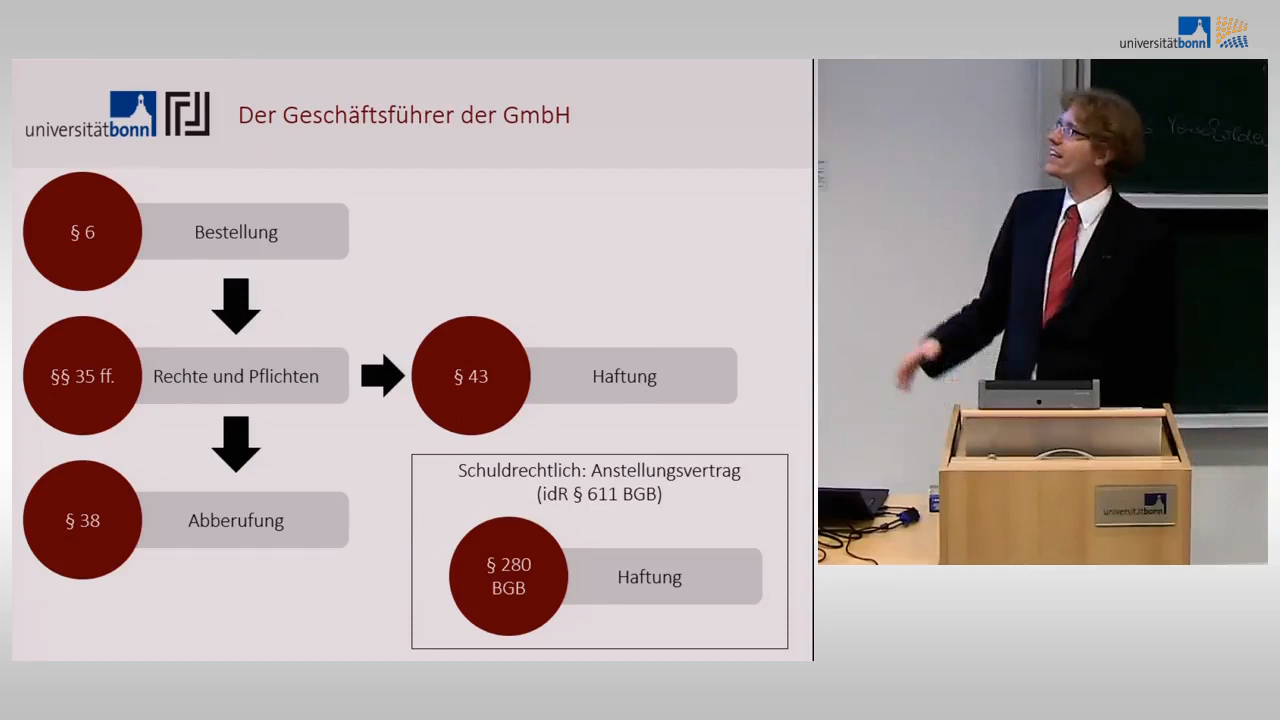 universitätbonn
universitätbonn
Der Geschäftsführer der GmbH
§ 6
Bestellung
§§ 35 ff.
Rechte und Pflichten
§ 43
Haftung
§ 38
Abberufung
Schuldrechtlich: Anstellungsvertrag
(idR § 611 BGB)
§ 280
BGB
Haftung
universitätbonn